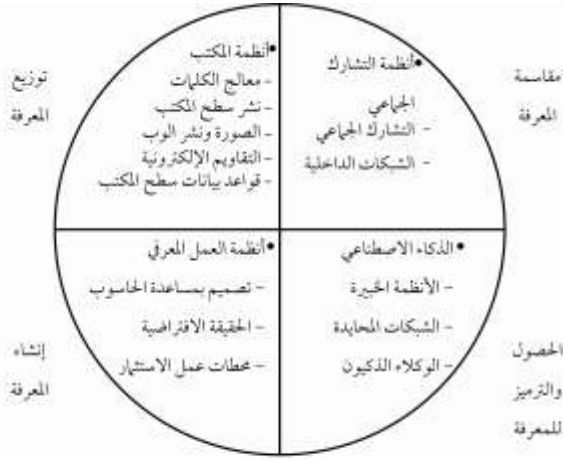 مقاسمة
المعرفة
•أنظمة التشارك
الجماعي
- التشارك الجماعي
- الشبكات الداخلية
•أنظمة المكتب
- معالج الكلمات
- نشر سطح المكتب
- الصورة ونشر الويب
- التقاويم الإلكترونية
- قواعد بيانات سطح المكتب
توزيع
المعرفة
•الذكاء الاصطناعي
- الأنظمة الخبيرة
- الشبكات المحايدة
- الوكلاء الذكيون
الحصول
والترميز
للمعرفة
•أنظمة العمل المعرفي
- تصميم بمساعدة الحاسوب
- الحقيقة الافتراضية
- محطات عمل الاستثمار
إنشاء
المعرفة